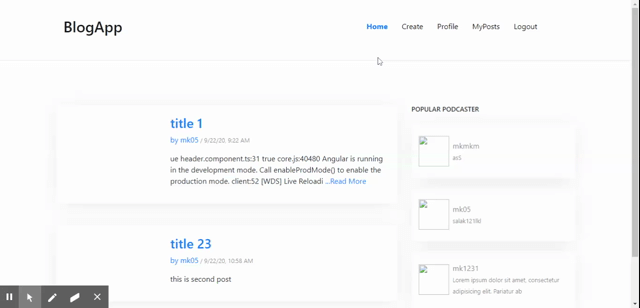 BlogApp
Home Create Profile MyPosts Logout
title 1
by mk05 / 9/22/20, 9:22 AM
ue header.component.ts:31 true core.js:40480 Angular is running
in the development mode. Call enableProdMode() to enable the
production mode. client:52 [WDS] Live Reloadi ...Read More
title 23
by mk05 / 9/22/20, 10:58 AM
this is second post
POPULAR PODCASTER
mkmkm
mk05
mk1231
Lorem ipsum dolor sit amet, consectetur
adipisicing elit. Pariatur ab